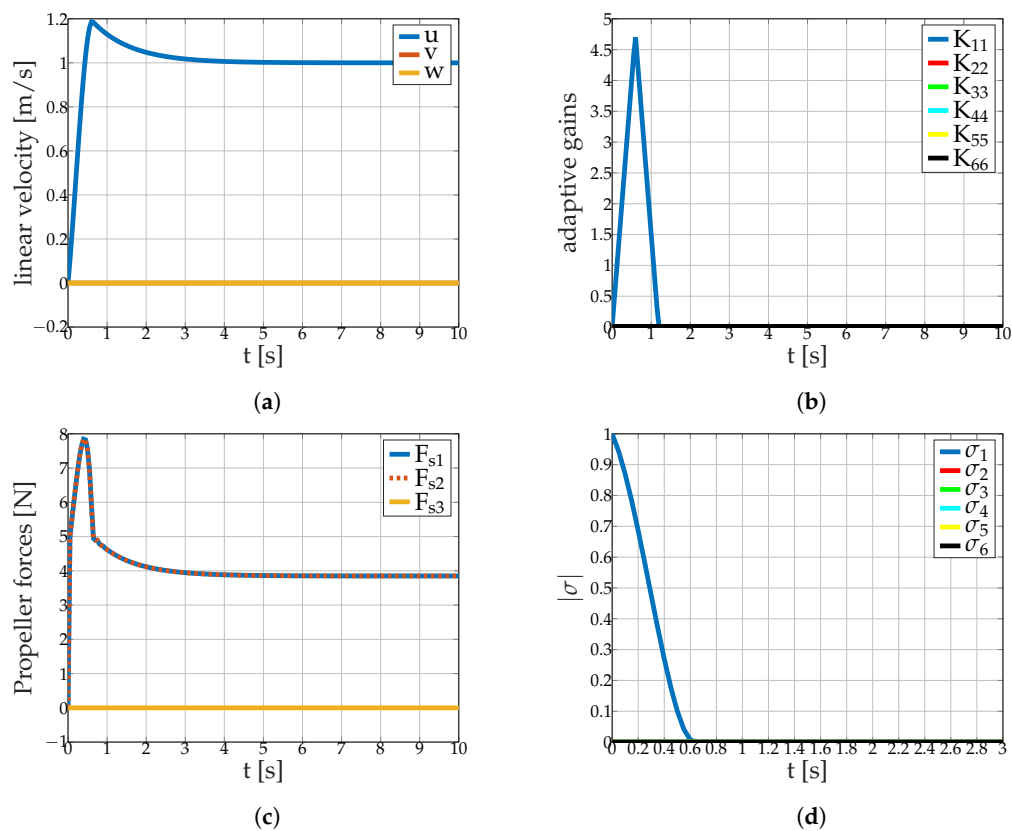 linear velocity [m/s]
1.2
1
0.8
0.6
0.4
0.2
0
−0.2
0 1 2 3 4 5 6 7 8 9 10
t [s]
u
v
w
(a)
adaptive gains
5
4.5
4
3.5
3
2.5
2
1.5
1
0.5
0
0 1 2 3 4 5 6 7 8 9 10
t [s]
K11
K22
K33
K44
K55
K66
(b)
Propeller forces [N]
8
7
6
5
4
3
2
1
0
−1
0 1 2 3 4 5 6 7 8 9 10
t [s]
Fs1
Fs2
Fs3
(c)
|σ|
1
0.9
0.8
0.7
0.6
0.5
0.4
0.3
0.2
0.1
0
0 0.2 0.4 0.6 0.8 1 1.2 1.4 1.6 1.8 2 2.2 2.4 2.6 2.8 3
t [s]
σ1
σ2
σ3
σ4
σ5
σ6
(d)